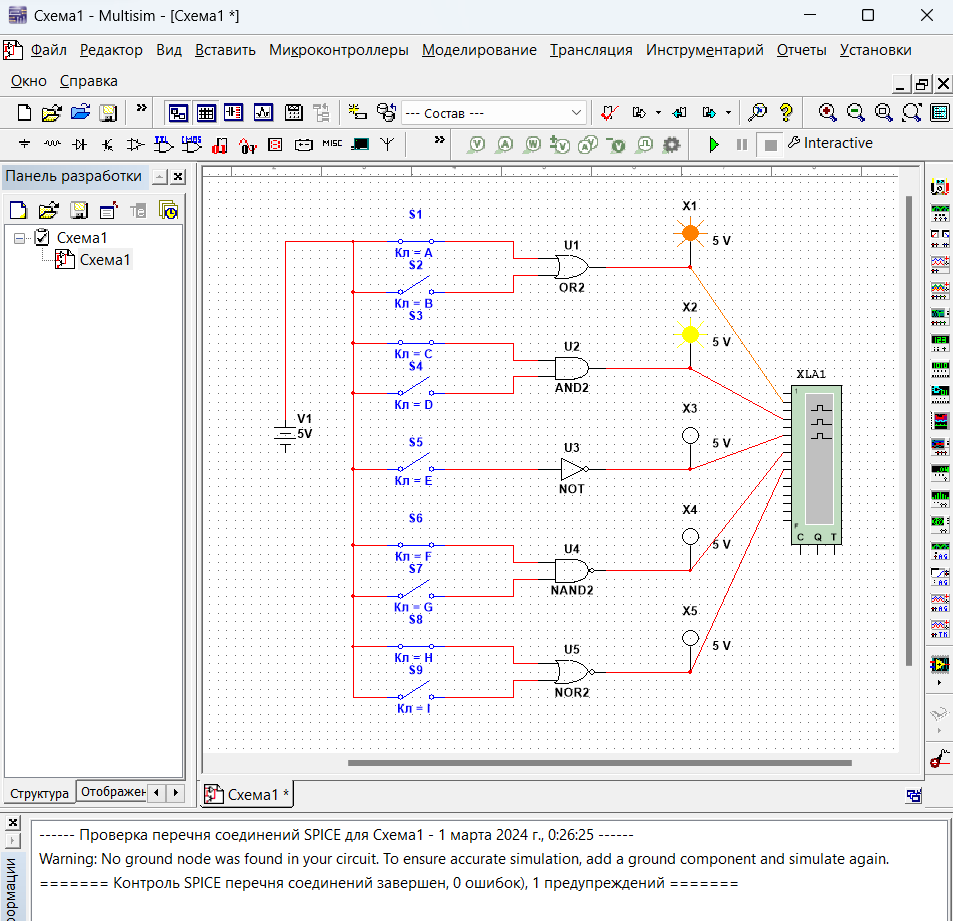 Схема1 - Multisim - [Схема1 *]
Файл Редактор Вид Вставить Микроконтроллеры Моделирование Трансляция Инструментарий Отчеты Установки
Окно Справка
--- Состав ---
MISC
Interactive
Панель разработки
Схема1
Схема1
S1
Кл = A
S2
Кл = B
S3
Кл = C
S4
Кл = D
S5
Кл = E
S6
Кл = F
S7
Кл = G
S8
Кл = H
S9
Кл = I
V1
5V
U1
OR2
U2
AND2
U3
NOT
U4
NAND2
U5
NOR2
X1
5 V
X2
5 V
X3
5 V
X4
5 V
X5
5 V
XLA1
1
F
C Q T
Структура
Отображен
Схема1 *
------ Проверка перечня соединений SPICE для Схема1 - 1 марта 2024 г., 0:26:25 ------
Warning: No ground node was found in your circuit. To ensure accurate simulation, add a ground component and simulate again.
======= Контроль SPICE перечня соединений завершен, 0 ошибок), 1 предупреждений =======